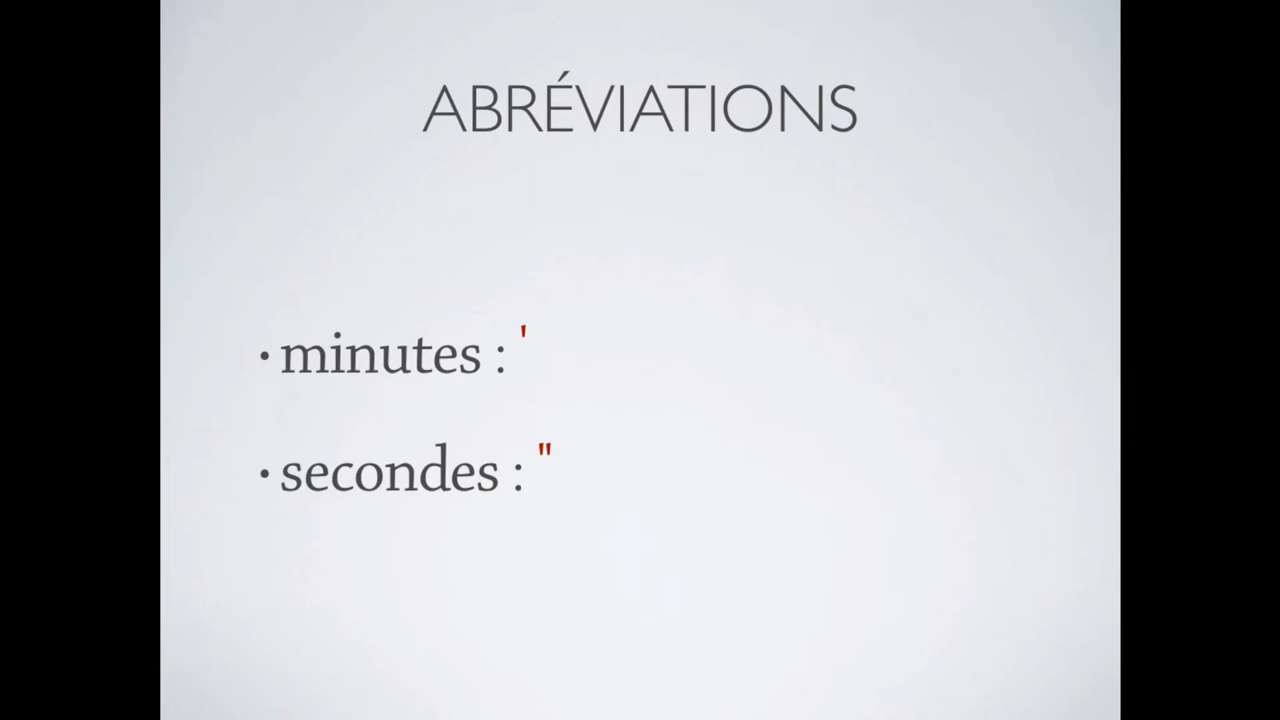 ABRÉVIATIONS
• minutes : '
• secondes : "